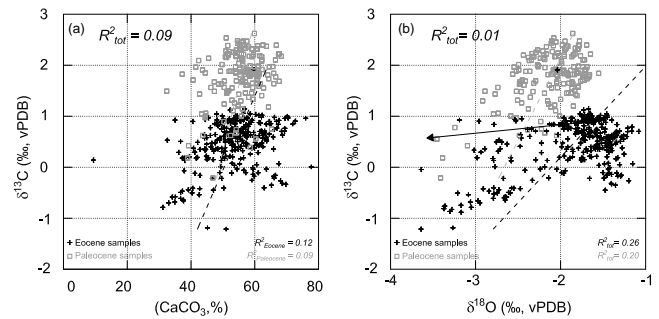 (a)
R²tot = 0.09
δ¹³C (‰, vPDB)
3
2
1
0
-1
-2
+ Eocene samples
□ Paleocene samples
R²Eocene = 0.12
R²Paleocene = 0.09
0 20 40 60 80
(CaCO₃,%)
(b)
R²tot = 0.01
δ¹³C (‰, vPDB)
3
2
1
0
-1
-2
+ Eocene samples
□ Paleocene samples
R²tot = 0.26
R²tot = 0.20
-4 -3 -2 -1
δ¹⁸O (‰, vPDB)